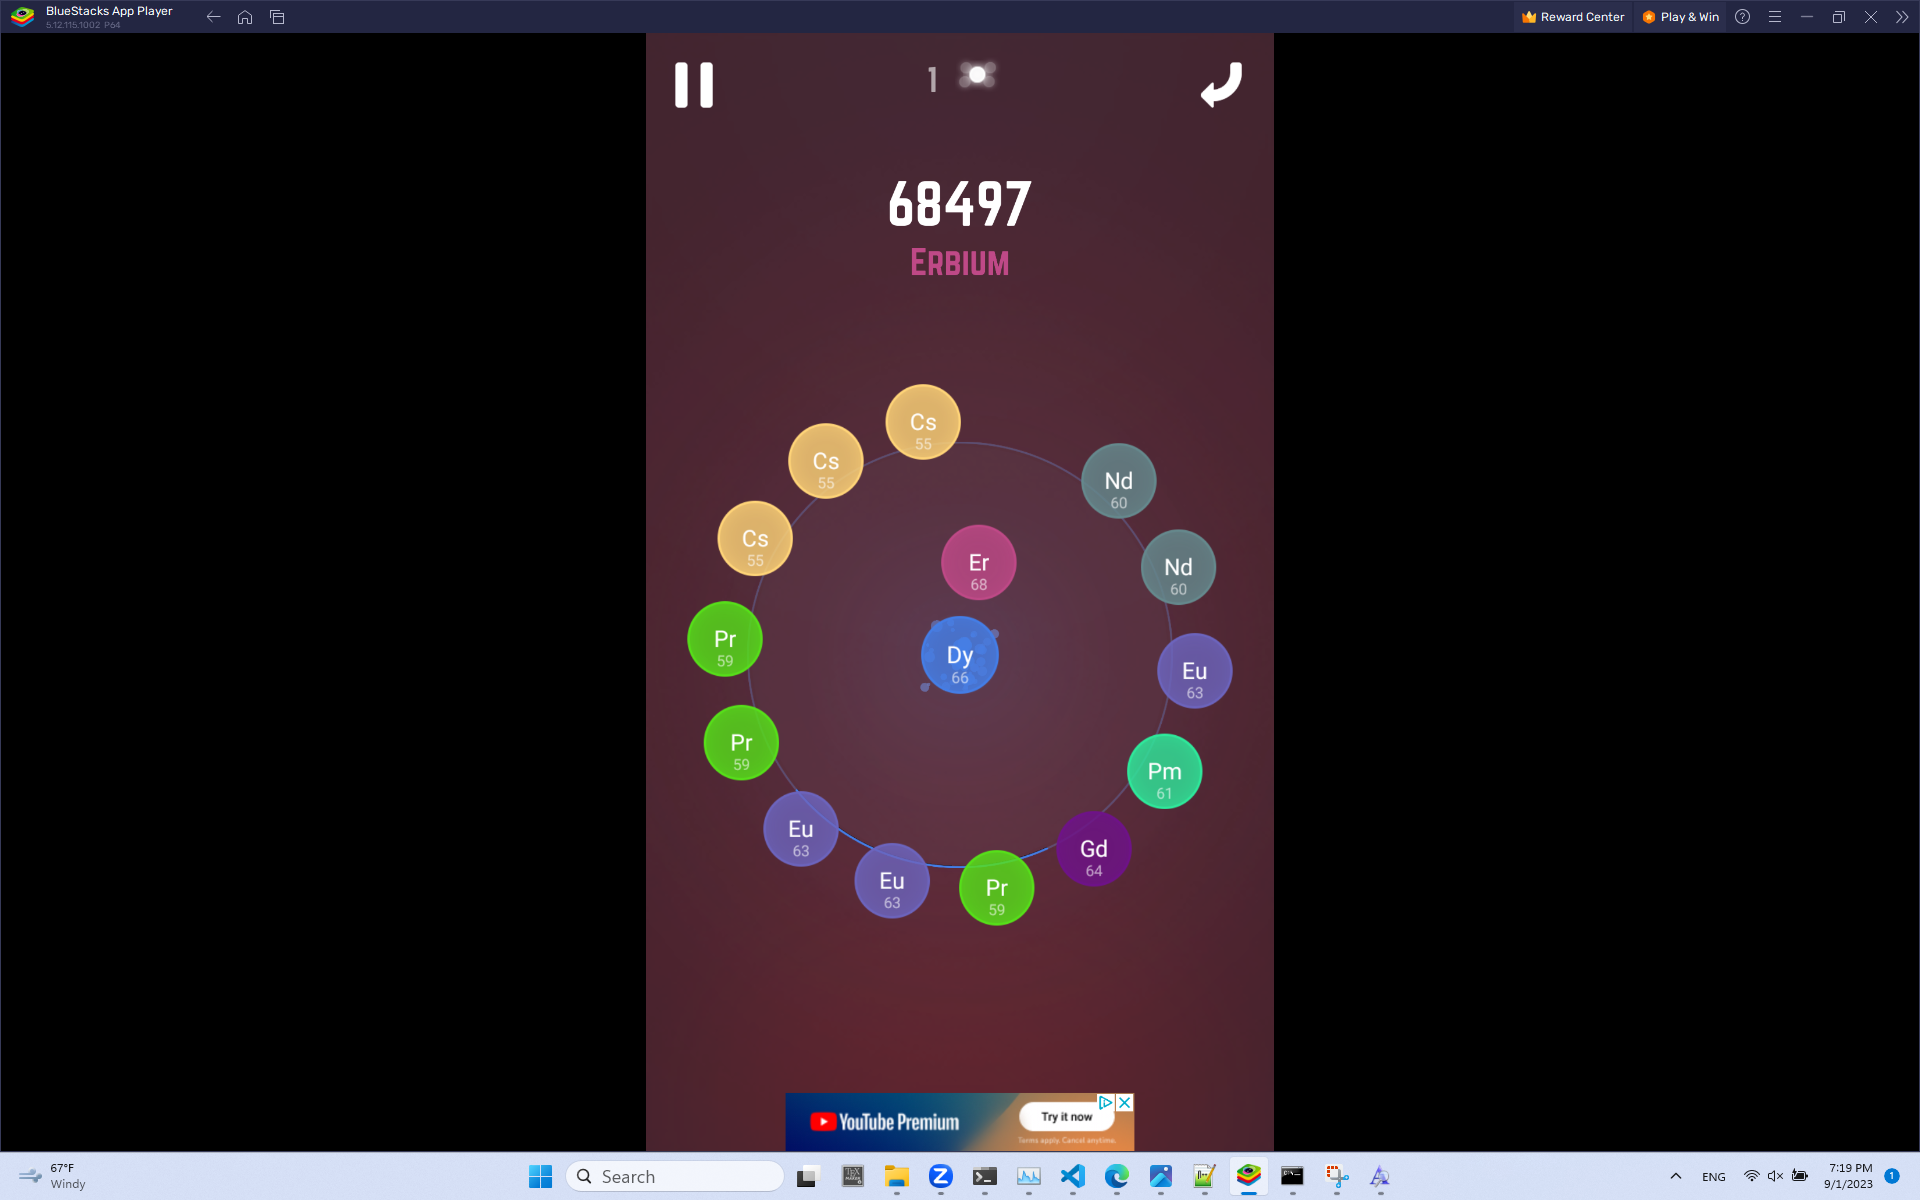 BlueStacks App Player
5.12.115.1002 P64
Reward Center
Play & Win
1
68497
ERBIUM
Cs
55
Cs
55
Nd
60
Cs
55
Er
68
Nd
60
Pr
59
Dy
66
Eu
63
Pr
59
Pm
61
Eu
63
Gd
64
Eu
63
Pr
59
YouTube Premium
Try it now
Terms apply. Cancel anytime.
67°F
Windy
Search
ENG
7:19 PM
9/1/2023
1